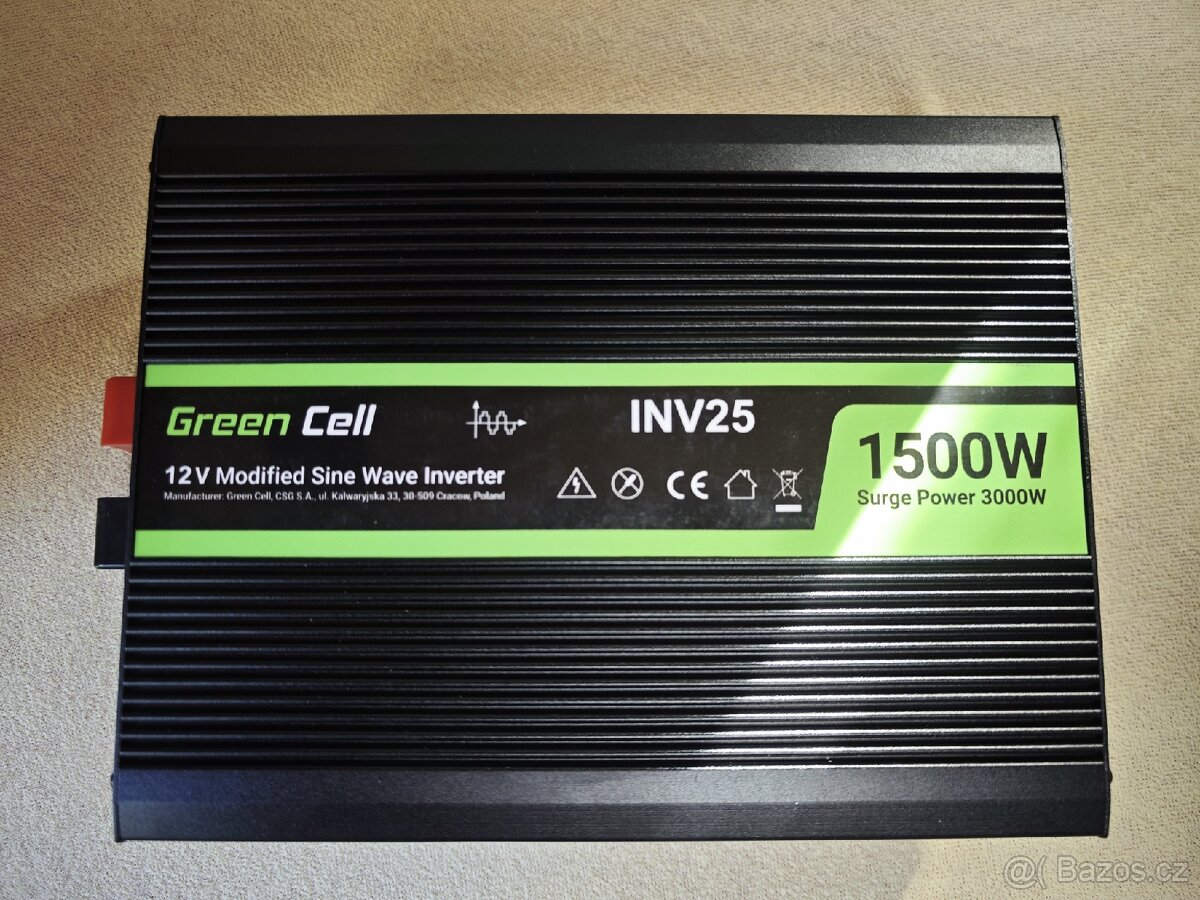 Green Cell
INV25
12V Modified Sine Wave Inverter
Manufacturer: Green Cell, CSG S.A., ul. Kalwaryjska 33, 30-509 Cracow, Poland
CE
1500W
Surge Power 3000W
@( Bazos.cz